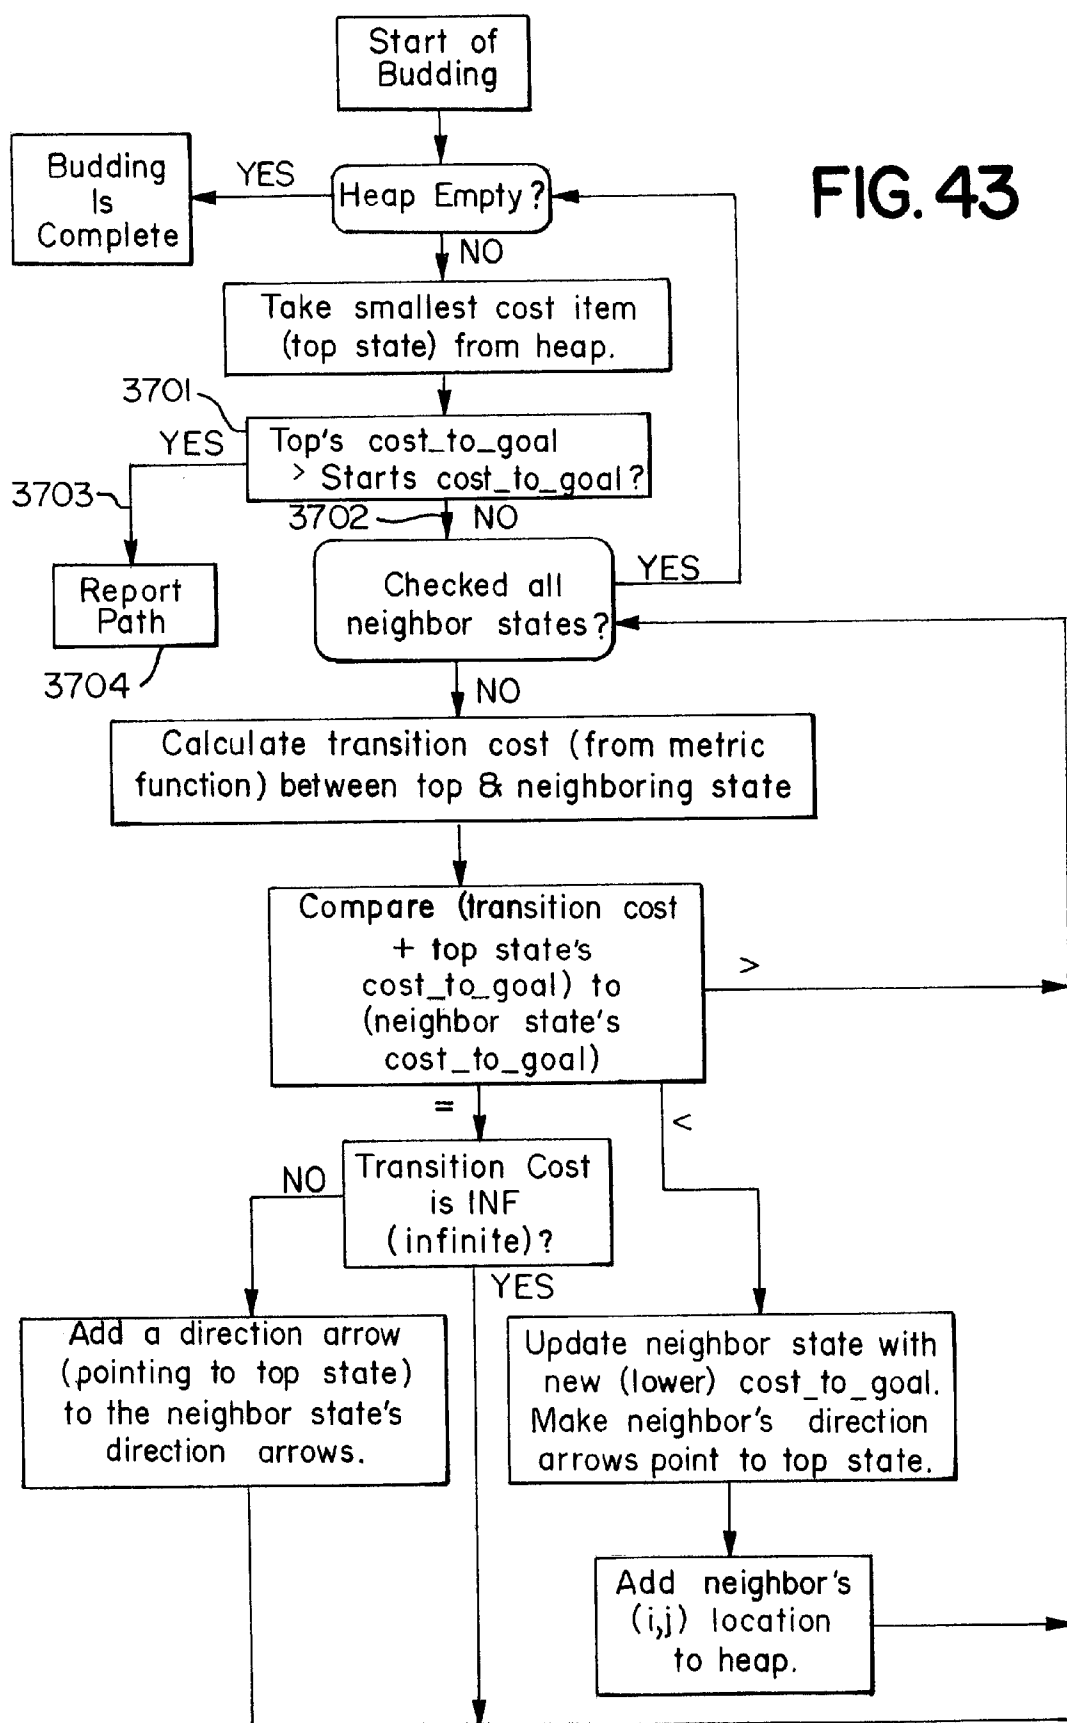 Start of
Budding
FIG. 43
Budding
Is
Complete
YES
Heap Empty?
NO
Take smallest cost item
(top state) from heap.
3701
YES
Top's cost_to_goal
> Starts cost_to_goal?
3703
3702
NO
Report
Path
3704
Checked all
neighbor states?
YES
NO
Calculate transition cost (from metric
function) between top & neighboring state
Compare (transition cost
+ top state's
cost_to_goal) to
(neighbor state's
cost_to_goal)
>
=
<
NO
Transition Cost
is INF
(infinite)?
YES
Add a direction arrow
(pointing to top state)
to the neighbor state's
direction arrows.
Update neighbor state with
new (lower) cost_to_goal.
Make neighbor's direction
arrows point to top state.
Add neighbor's
(i,j) location
to heap.